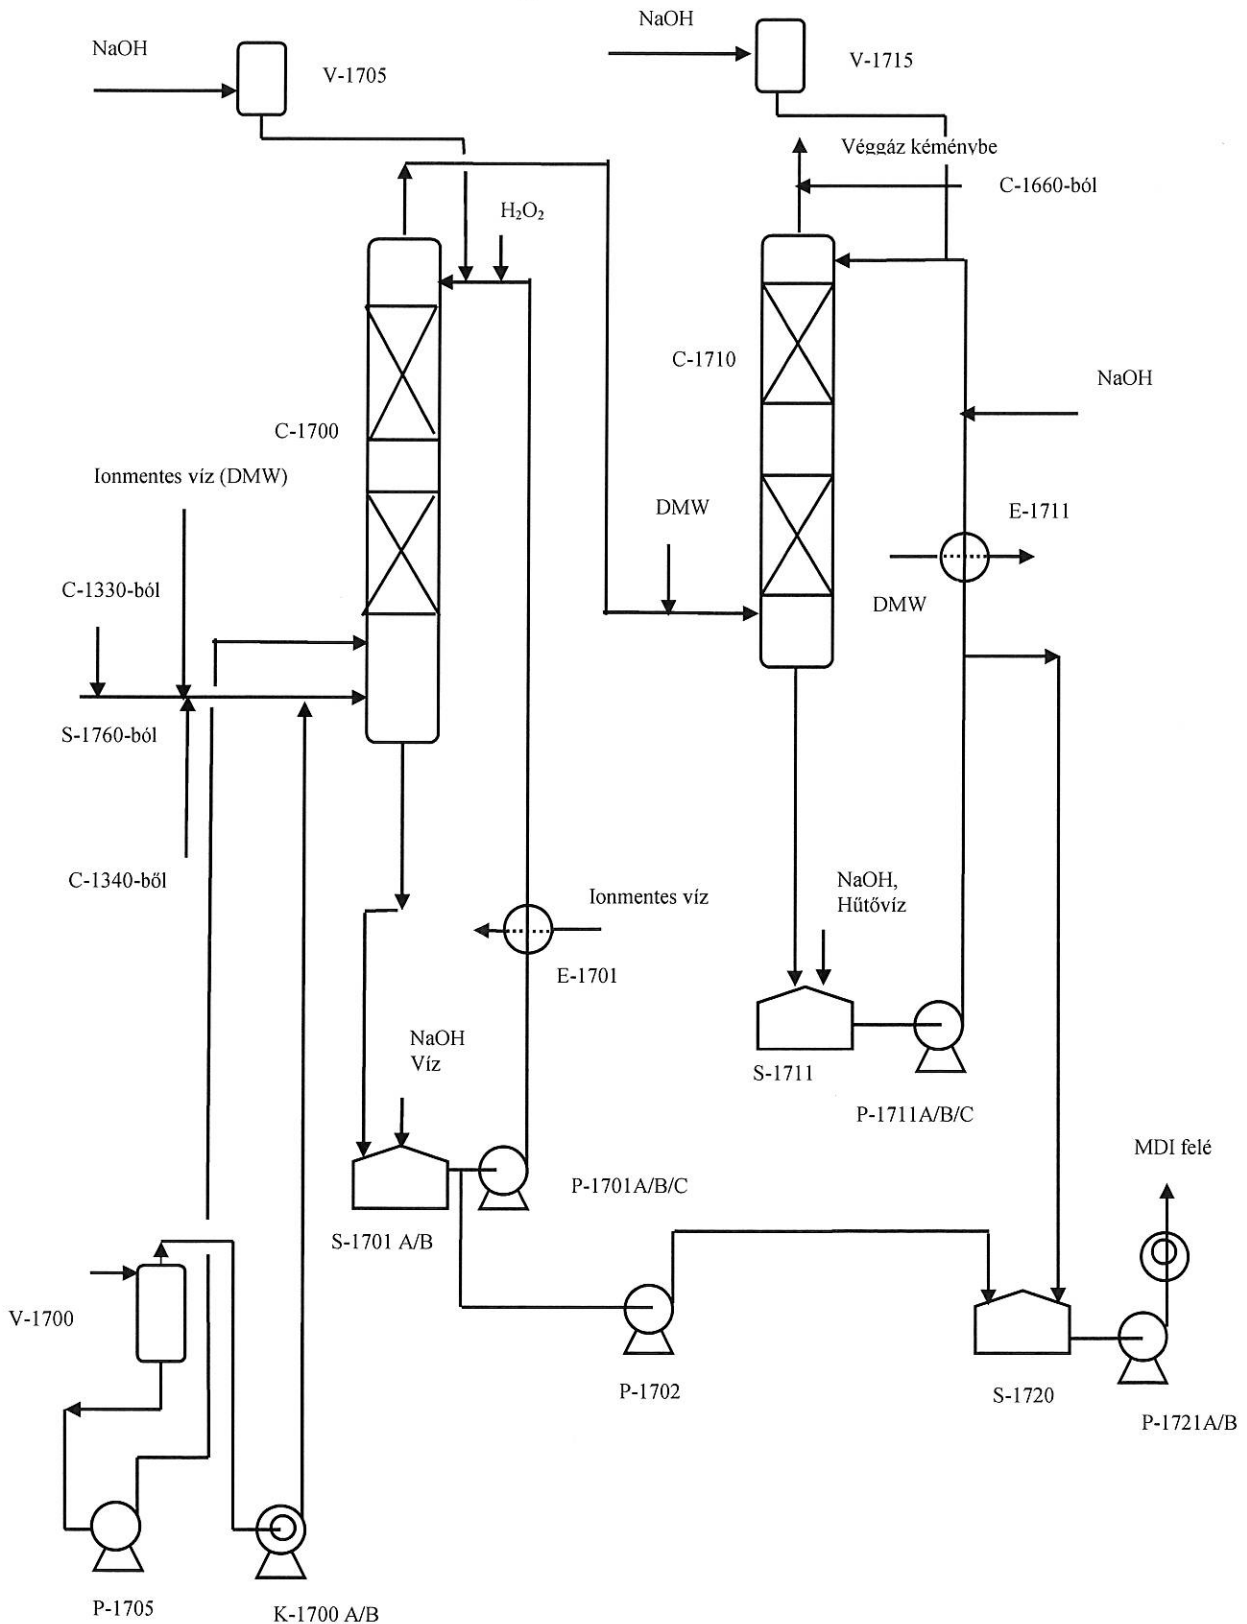 NaOH
V-1705
NaOH
V-1715
Véggáz kéménybe
C-1660-ból
H₂O₂
C-1710
NaOH
C-1700
Ionmentes víz (DMW)
DMW
E-1711
C-1330-ból
DMW
S-1760-ból
C-1340-ből
NaOH,
Hűtővíz
Ionmentes víz
E-1701
NaOH
Víz
S-1711
P-1711A/B/C
MDI felé
P-1701A/B/C
S-1701 A/B
V-1700
P-1702
S-1720
P-1721A/B
P-1705
K-1700 A/B